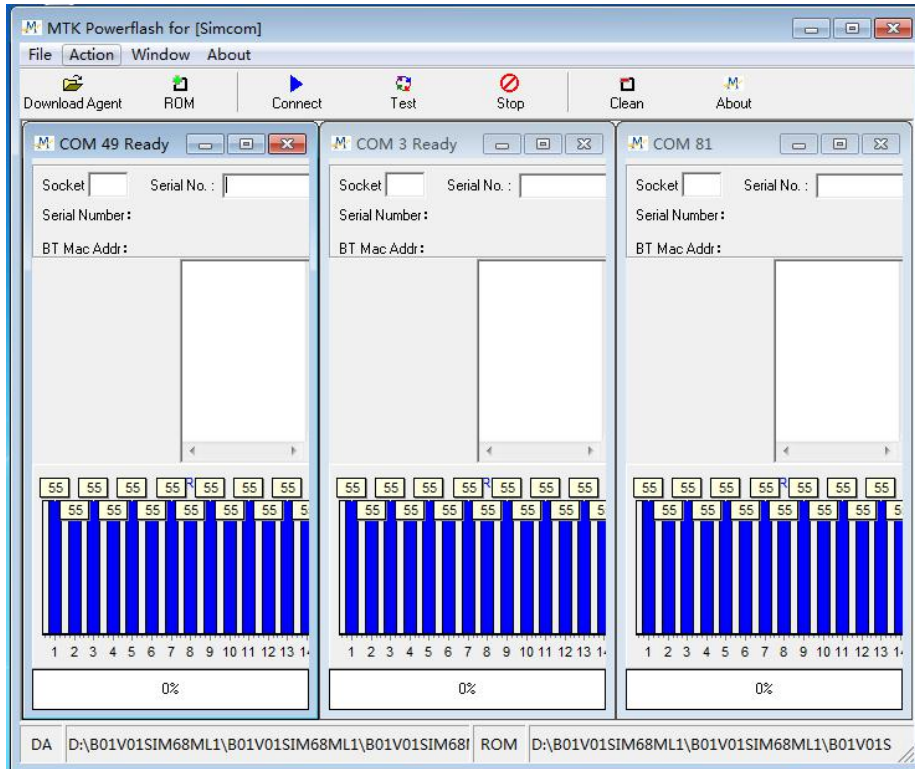 MTK Powerflash for [Simcom]
File Action Window About
Download Agent ROM Connect Test Stop Clean About
COM 49 Ready
Socket Serial No. :
Serial Number:
BT Mac Addr:
R
55 55 55 55 55 55 55
55 55 55 55 55 55 5
1 2 3 4 5 6 7 8 9 10 11 12 13 1
0%
COM 3 Ready
Socket Serial No. :
Serial Number:
BT Mac Addr:
R
55 55 55 55 55 55 55
55 55 55 55 55 55 5
1 2 3 4 5 6 7 8 9 10 11 12 13 1
0%
COM 81
Socket Serial No. :
Serial Number:
BT Mac Addr:
R
55 55 55 55 55 55 55
55 55 55 55 55 55 5
1 2 3 4 5 6 7 8 9 10 11 12 13 1
0%
DA D:\B01V01SIM68ML1\B01V01SIM68ML1\B01V01SIM68 ROM D:\B01V01SIM68ML1\B01V01SIM68ML1\B01V01S